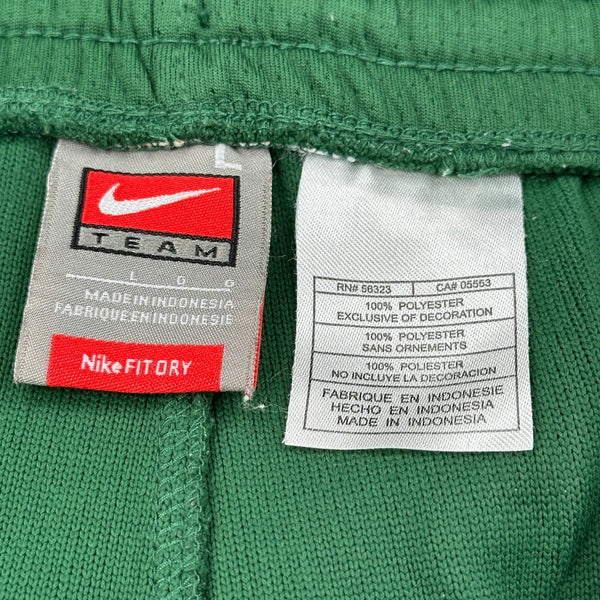 L
TEAM
L G G
MADE IN INDONESIA
FABRIQUE EN INDONESIE
Nike FIT DRY
RN# 56323 CA# 05553
100% POLYESTER
EXCLUSIVE OF DECORATION
100% POLYESTER
SANS ORNEMENTS
100% POLIESTER
NO INCLUYE LA DECORACION
FABRIQUE EN INDONESIE
HECHO EN INDONESIA
MADE IN INDONESIA